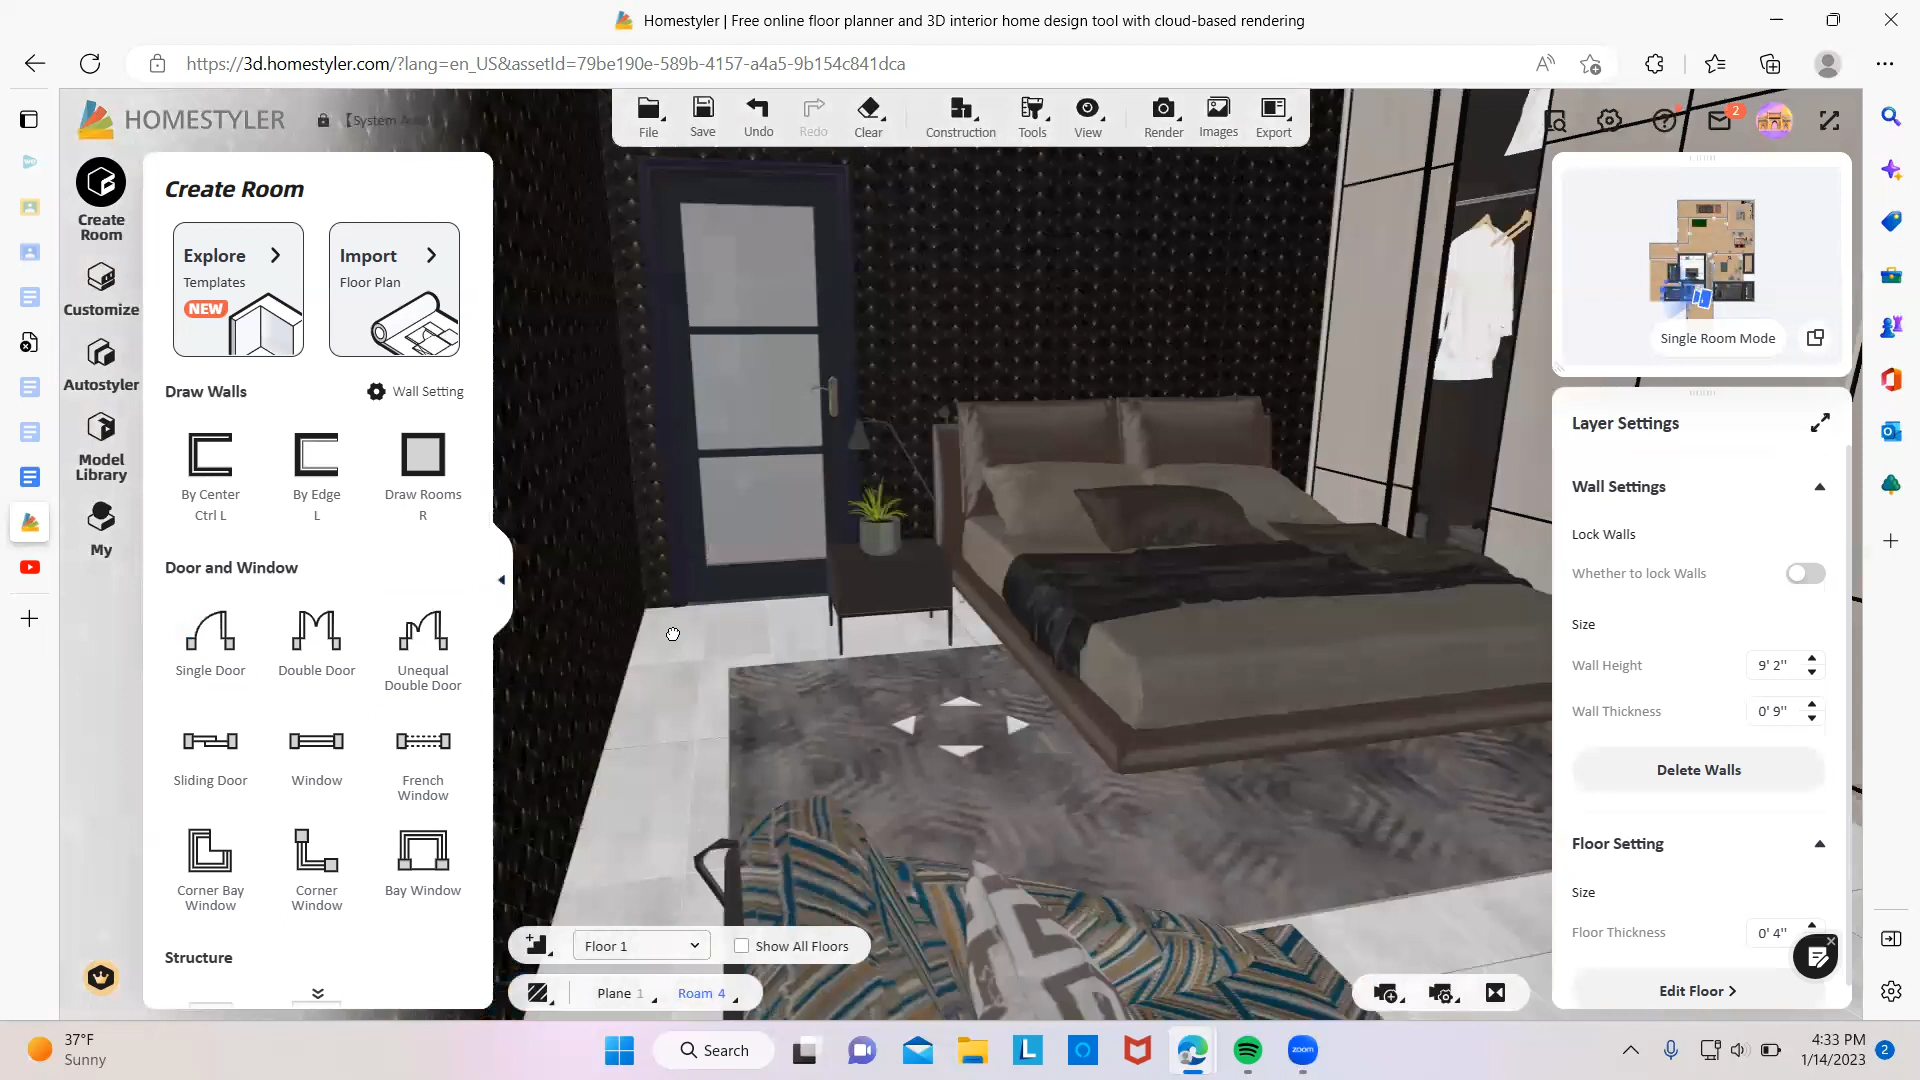 Homestyler | Free online floor planner and 3D interior home design tool with cloud-based rendering
https://3d.homestyler.com/?lang=en_US&assetId=79be190e-589b-4157-a4a5-9b154c841dca
HOMESTYLER
【System
File
Save
Undo
Redo
Clear
Construction
Tools
View
Render
Images
Export
2
Create Room
Customize
Autostyler
Model Library
My
Create Room
Explore
Templates
NEW
Import
Floor Plan
Draw Walls
Wall Setting
By Center
Ctrl L
By Edge
L
Draw Rooms
R
Door and Window
Single Door
Double Door
Unequal
Double Door
Sliding Door
Window
French
Window
Corner Bay
Window
Corner
Window
Bay Window
Structure
Floor 1
Show All Floors
Plane 1
Roam 4
Single Room Mode
Layer Settings
Wall Settings
Lock Walls
Whether to lock Walls
Size
Wall Height
9' 2"
Wall Thickness
0' 9"
Delete Walls
Floor Setting
Size
Floor Thickness
0' 4"
Edit Floor >
37°F
Sunny
Search
L
zoom
4:33 PM
1/14/2023
2